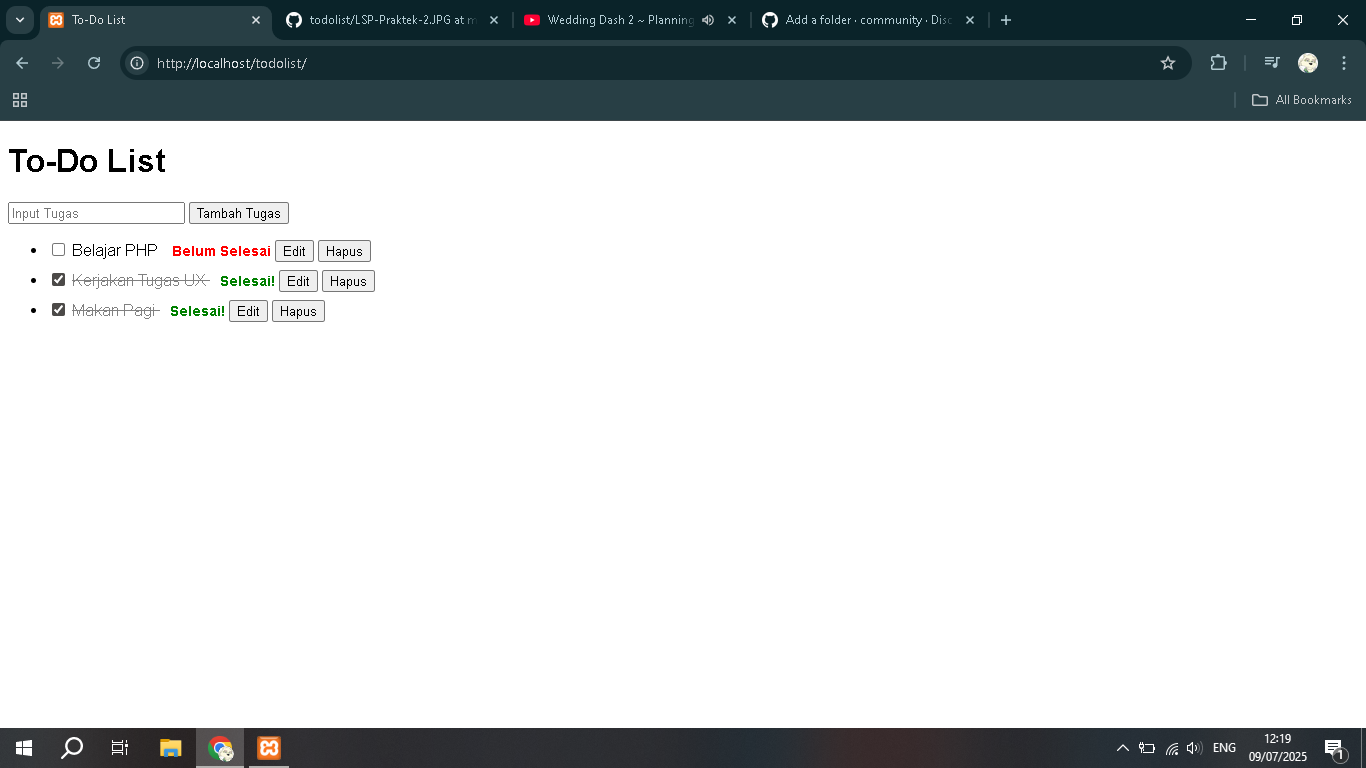 To-Do List
todolist/LSP-Praktek-2.JPG at m
Wedding Dash 2 ~ Planning
Add a folder · community · Disc
http://localhost/todolist/
All Bookmarks
To-Do List
Input Tugas Tambah Tugas
Belajar PHP Belum Selesai Edit Hapus
Kerjakan Tugas UX Selesai! Edit Hapus
Makan Pagi Selesai! Edit Hapus
ENG
12:19
09/07/2025
1